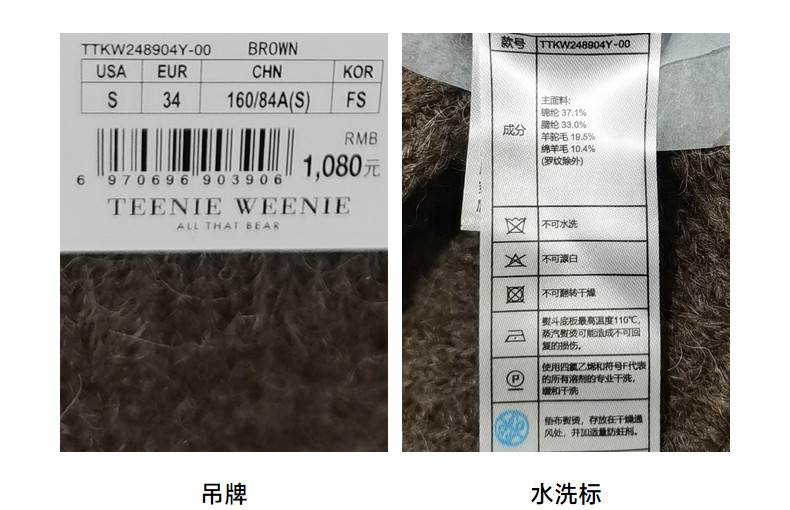 TTKW248904Y-00 BROWN
USA EUR CHN KOR
S 34 160/84A(S) FS
RMB
1,080元
6 970696 903906
TEENIE WEENIE
ALL THAT BEAR
吊牌
款号 TTKW248904Y-00
成分
主面料:
锦纶 37.1%
腈纶 33.0%
羊驼毛 19.5%
绵羊毛 10.4%
(罗纹除外)
不可水洗
不可漂白
不可翻转干燥
熨斗底板最高温度110℃,
蒸汽熨烫可能造成不可回
复的损伤。
P
使用四氯乙烯和符号F代表
的所有溶剂的专业干洗,
缓和干洗
垫布熨烫，存放在干燥通
风处，并加适量防蛀剂。
水洗标